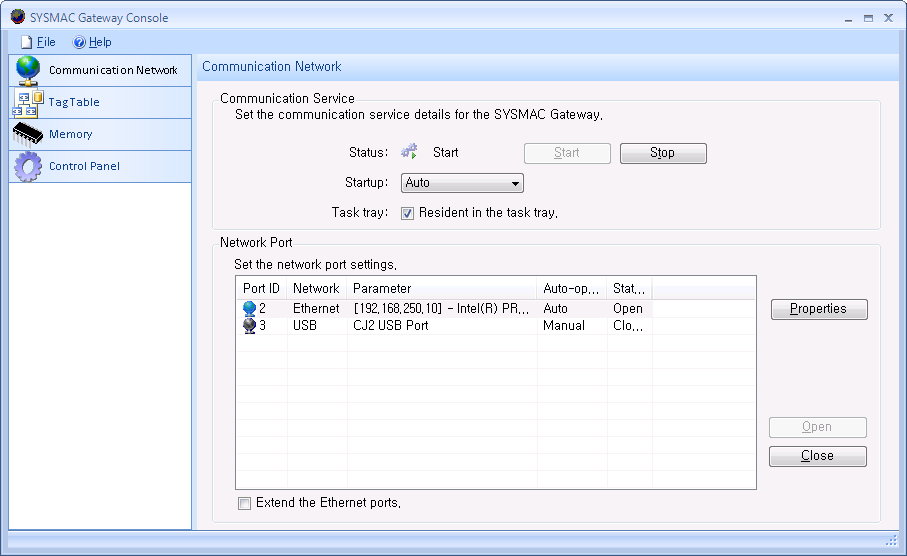 SYSMAC Gateway Console
File Help
Communication Network
Tag Table
Memory
Control Panel
Communication Network
Communication Service
Set the communication service details for the SYSMAC Gateway.
Status: Start Start Stop
Startup: Auto
Task tray: Resident in the task tray.
Network Port
Set the network port settings.
Port ID Network Parameter Auto-op... Stat...
2 Ethernet [192.168.250.10] - Intel(R) PR... Auto Open
3 USB CJ2 USB Port Manual Clo...
Properties
Open
Close
Extend the Ethernet ports.